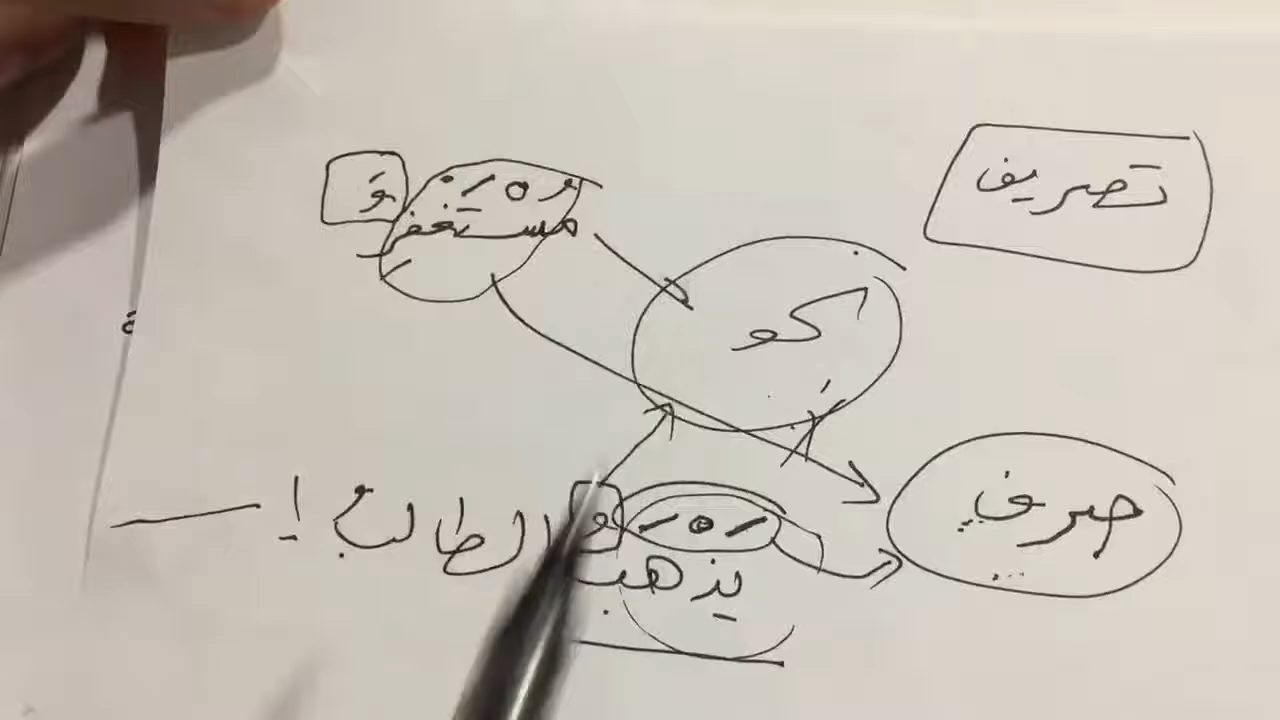 تصريف
مستغفر
نحو
صرف
يذهب الطالب إ